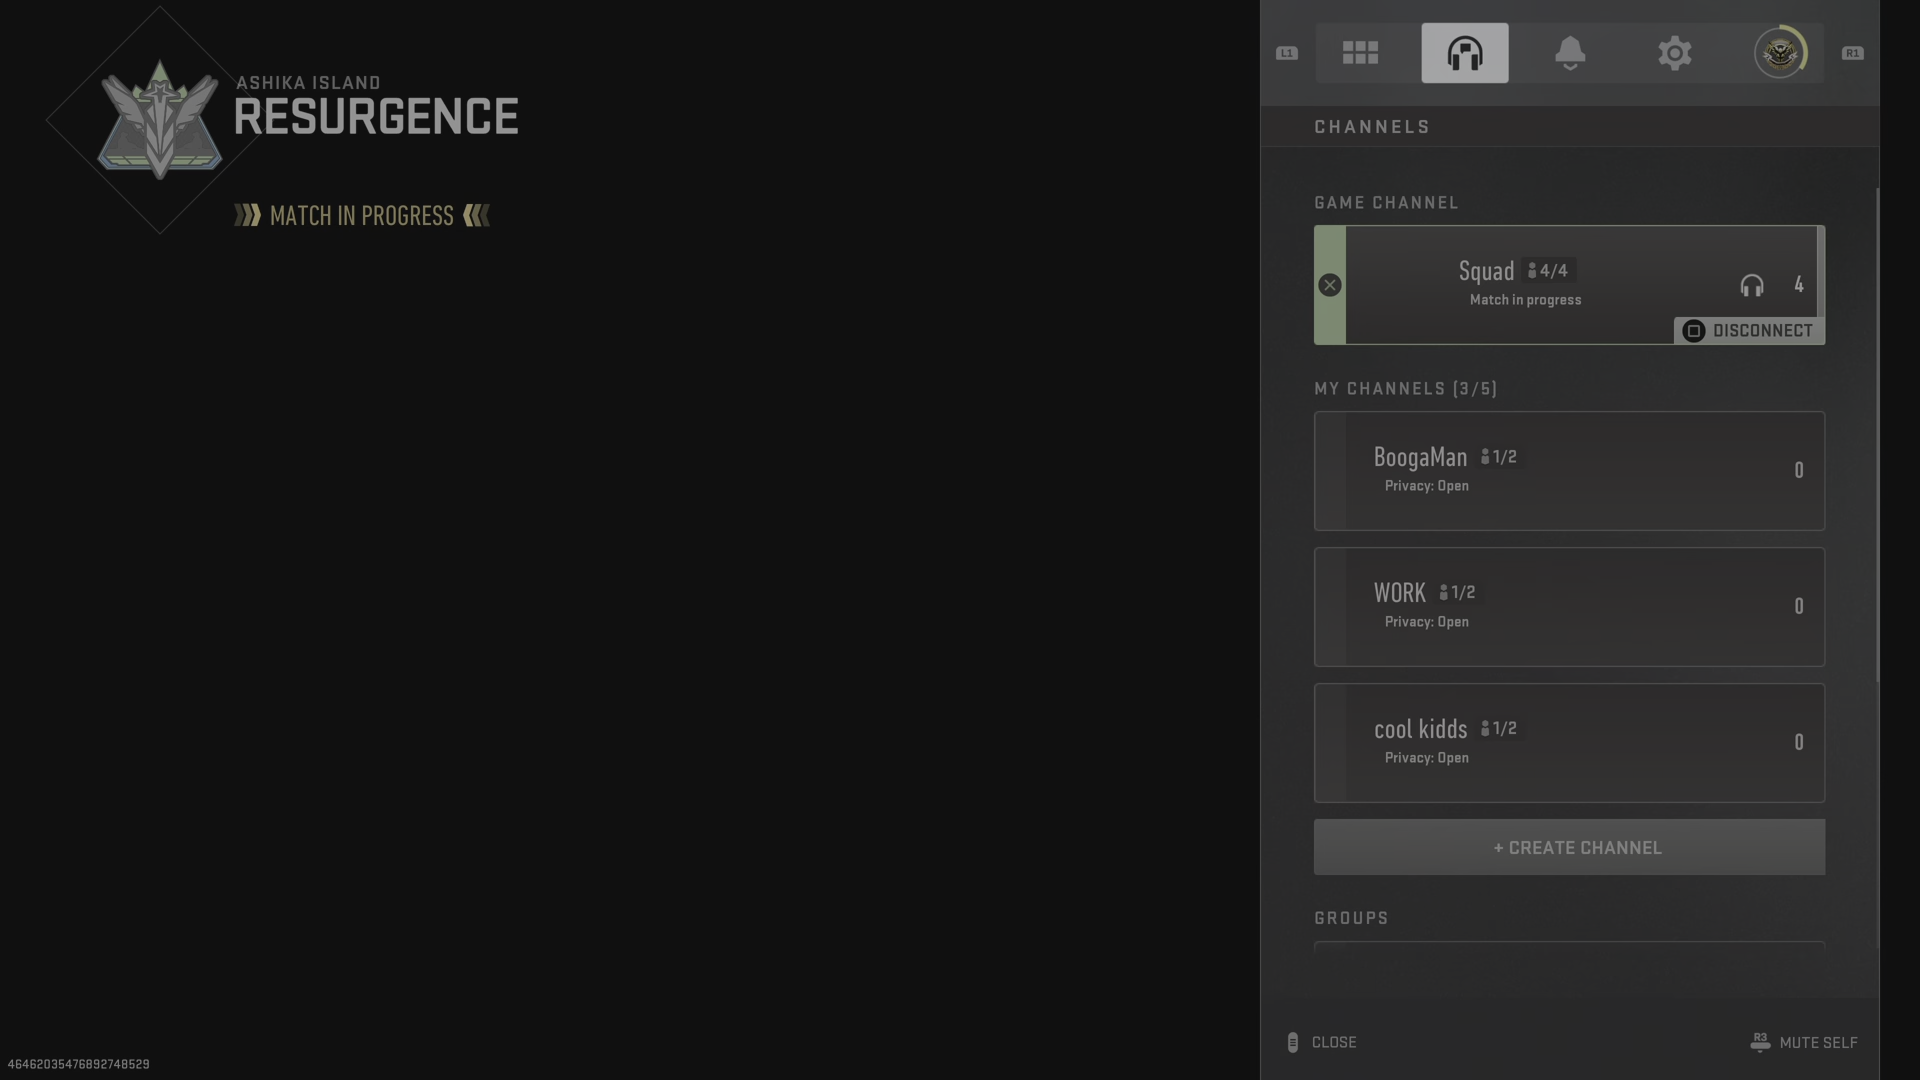 ASHIKA ISLAND
RESURGENCE
MATCH IN PROGRESS
L1
R1
CHANNELS
GAME CHANNEL
Squad 4/4
Match in progress
4
DISCONNECT
MY CHANNELS (3/5)
BoogaMan 1/2
Privacy: Open
0
WORK 1/2
Privacy: Open
0
cool kidds 1/2
Privacy: Open
0
+ CREATE CHANNEL
GROUPS
CLOSE
R3
MUTE SELF
46462035476892748529